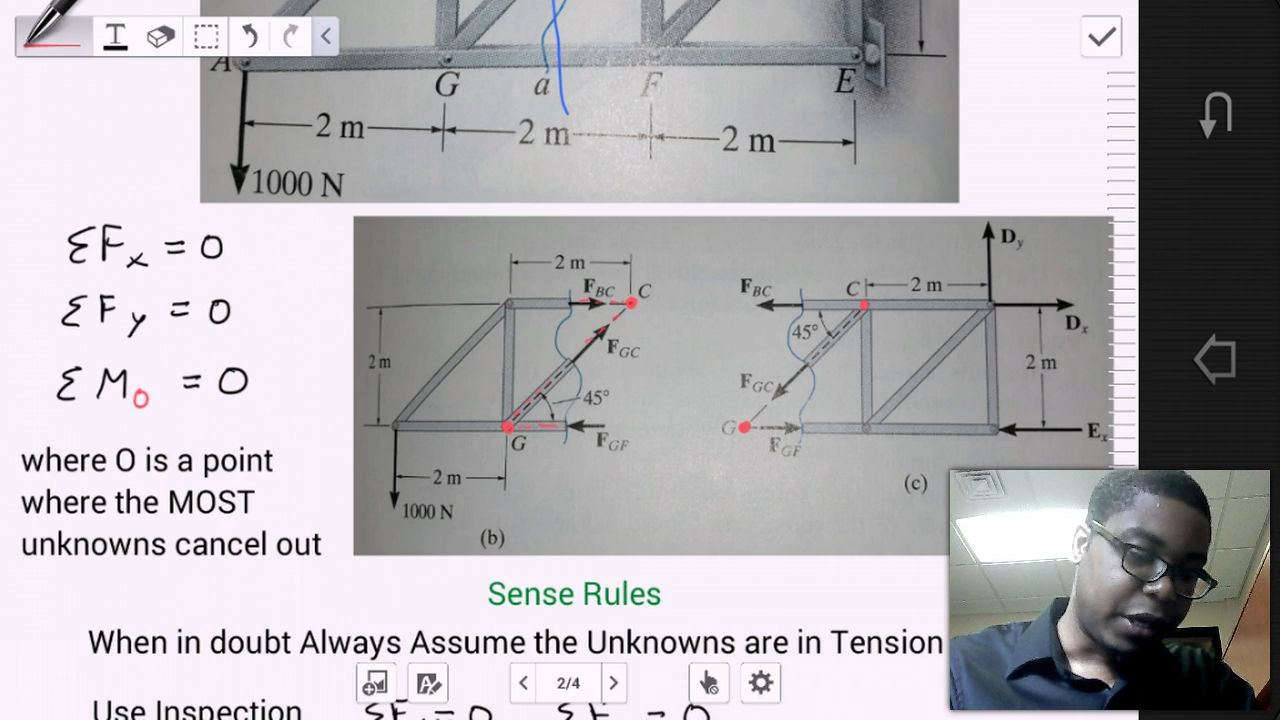 T
A
G
a
F
E
2 m
2 m
2 m
1000 N
ΣFx = 0
ΣFy = 0
ΣMO = 0
where O is a point
where the MOST
unknowns cancel out
2 m
FBC
C
FGC
2 m
45°
FGF
G
2 m
1000 N
(b)
Dy
FBC
C
2 m
Dx
45°
2 m
FGC
G
FGF
Ex
(c)
Sense Rules
When in doubt Always Assume the Unknowns are in Tension
2/4
Use Inspection